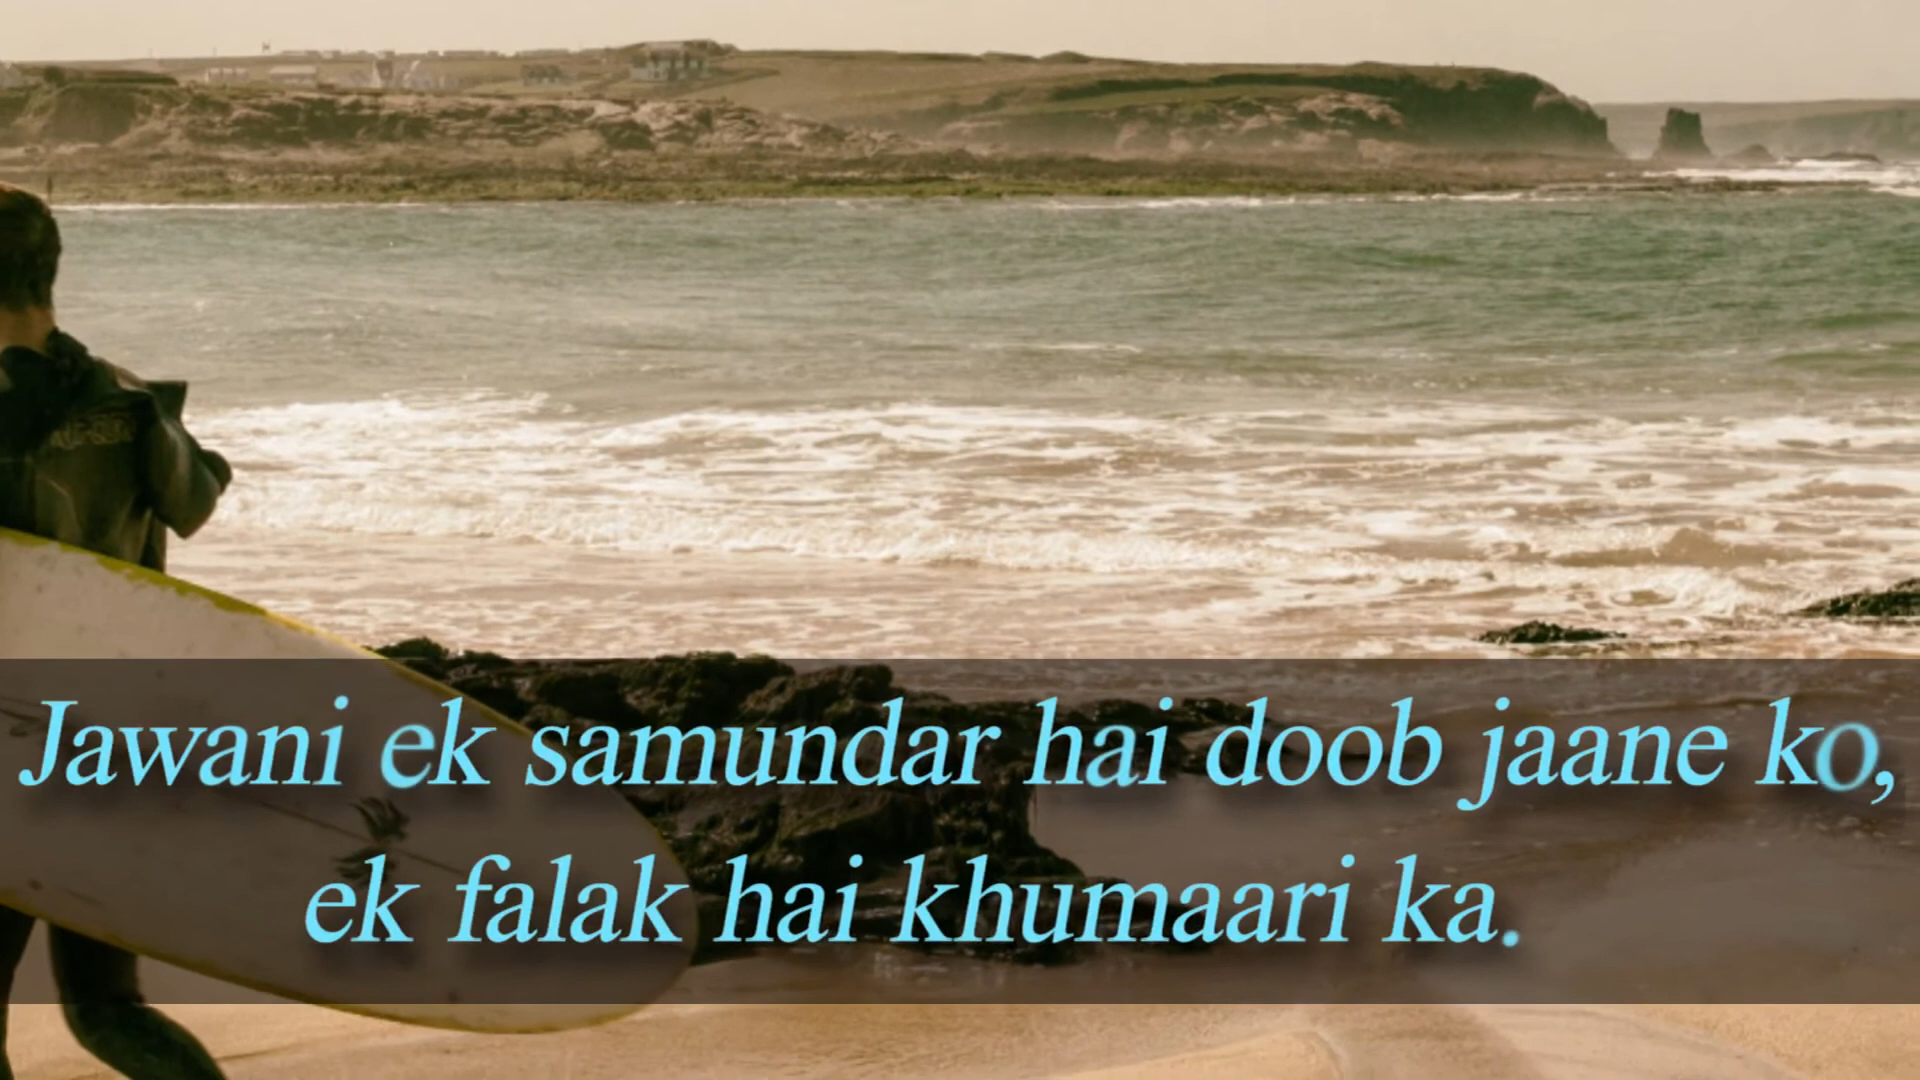 Jawani ek samundar hai doob jaane ko,
ek falak hai khumaari ka.